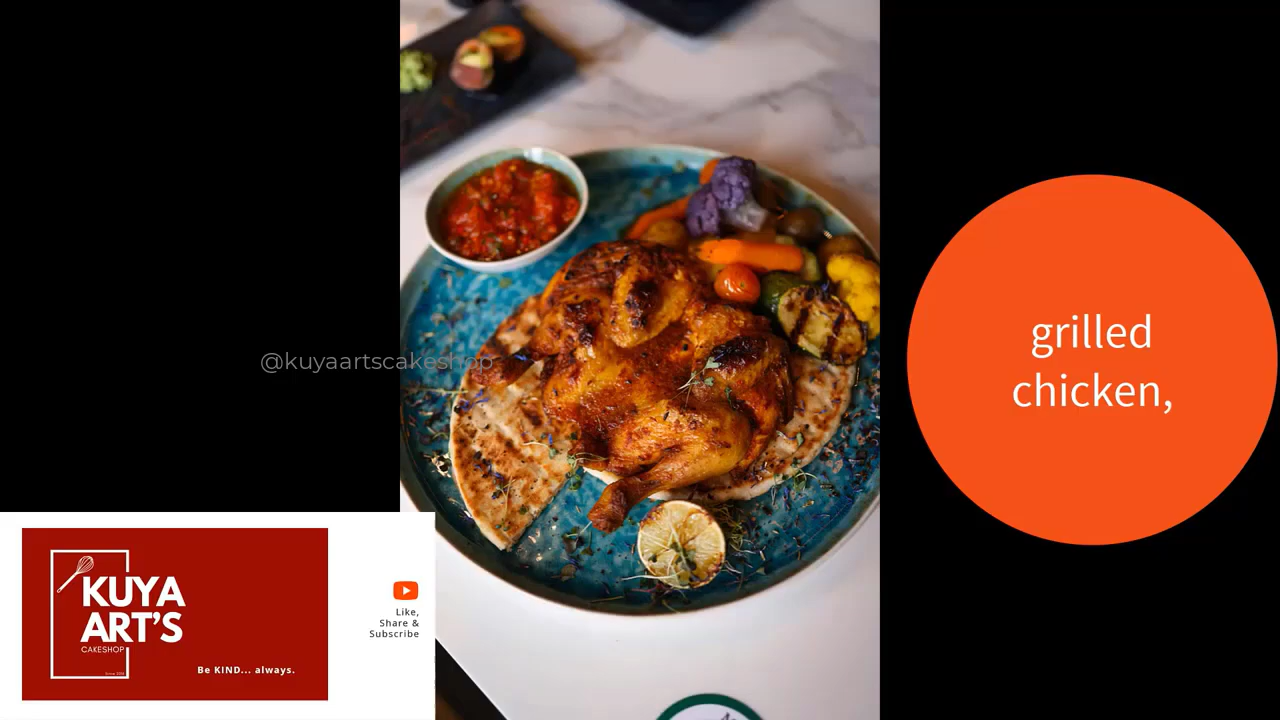 grilled
chicken,
@kuyaartscakeshop
KUYA
ART'S
CAKESHOP
Be KIND... always.
Like,
Share &
Subscribe